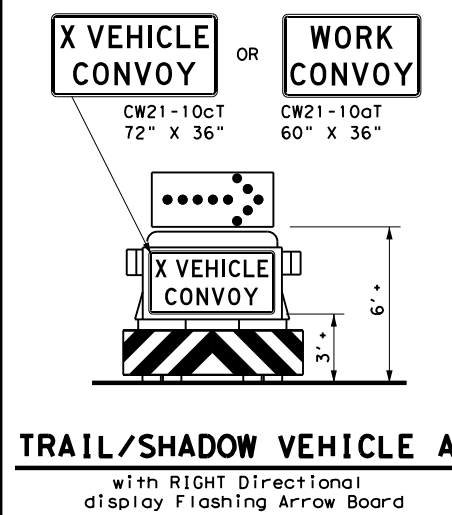 X VEHICLE
CONVOY
OR
WORK
CONVOY
CW21-10cT
72" X 36"
CW21-10aT
60" X 36"
X VEHICLE
CONVOY
3'+
6'+
TRAIL/SHADOW VEHICLE A
with RIGHT Directional
display Flashing Arrow Board